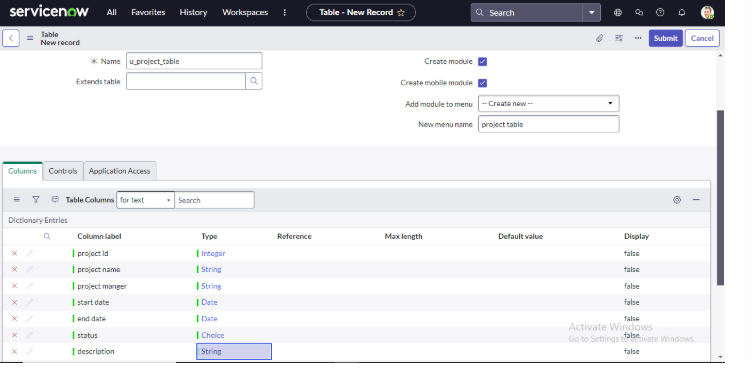 servicenow All Favorites History Workspaces Table - New Record Search
Table
New record
Submit Cancel
Name u_project_table Create module
Extends table Create mobile module
Add module to menu -- Create new --
New menu name project table
Columns Controls Application Access
Table Columns for text Search
Dictionary Entries
Column label Type Reference Max length Default value Display
project id Integer false
project name String false
project manger String false
start date Date false
end date Date false
status Choice false
description String false
Activate Windows
Go to Settings to activate Windows.